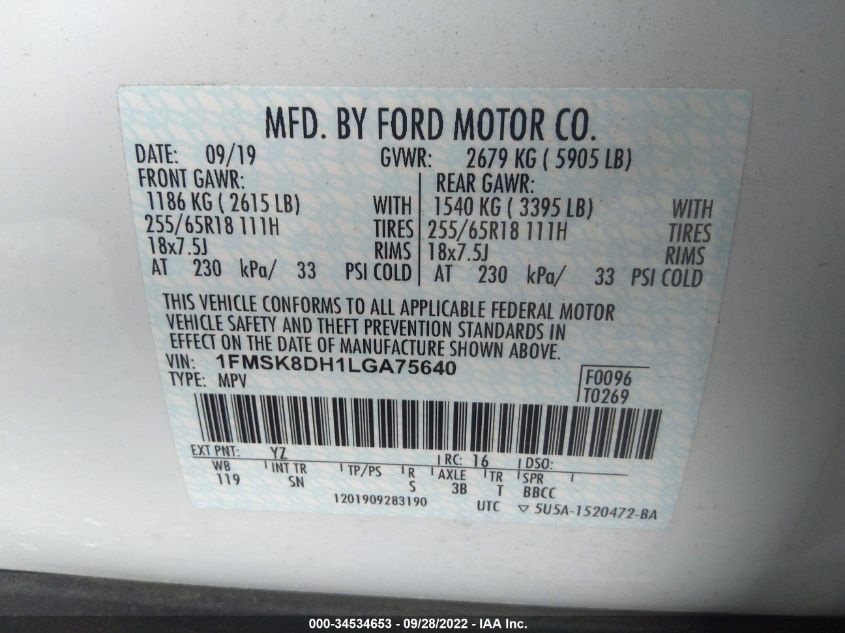 MFD. BY FORD MOTOR CO.
DATE: 09/19 GVWR: 2679 KG ( 5905 LB)
FRONT GAWR: REAR GAWR:
1186 KG ( 2615 LB) WITH 1540 KG ( 3395 LB) WITH
255/65R18 111H TIRES 255/65R18 111H TIRES
18x7.5J RIMS 18x7.5J RIMS
AT 230 kPa/ 33 PSI COLD AT 230 kPa/ 33 PSI COLD
THIS VEHICLE CONFORMS TO ALL APPLICABLE FEDERAL MOTOR
VEHICLE SAFETY AND THEFT PREVENTION STANDARDS IN
EFFECT ON THE DATE OF MANUFACTURE SHOWN ABOVE.
VIN: 1FMSK8DH1LGA75640
TYPE: MPV
F0096
T0269
EXT PNT: YZ RC: 16 DSO:
WB INT TR TP/PS R AXLE TR SPR
119 SN S 3B T BBCC
1201909283190 UTC ▽ 5U5A-1520472-BA
000-34534653 - 09/28/2022 - IAA Inc.